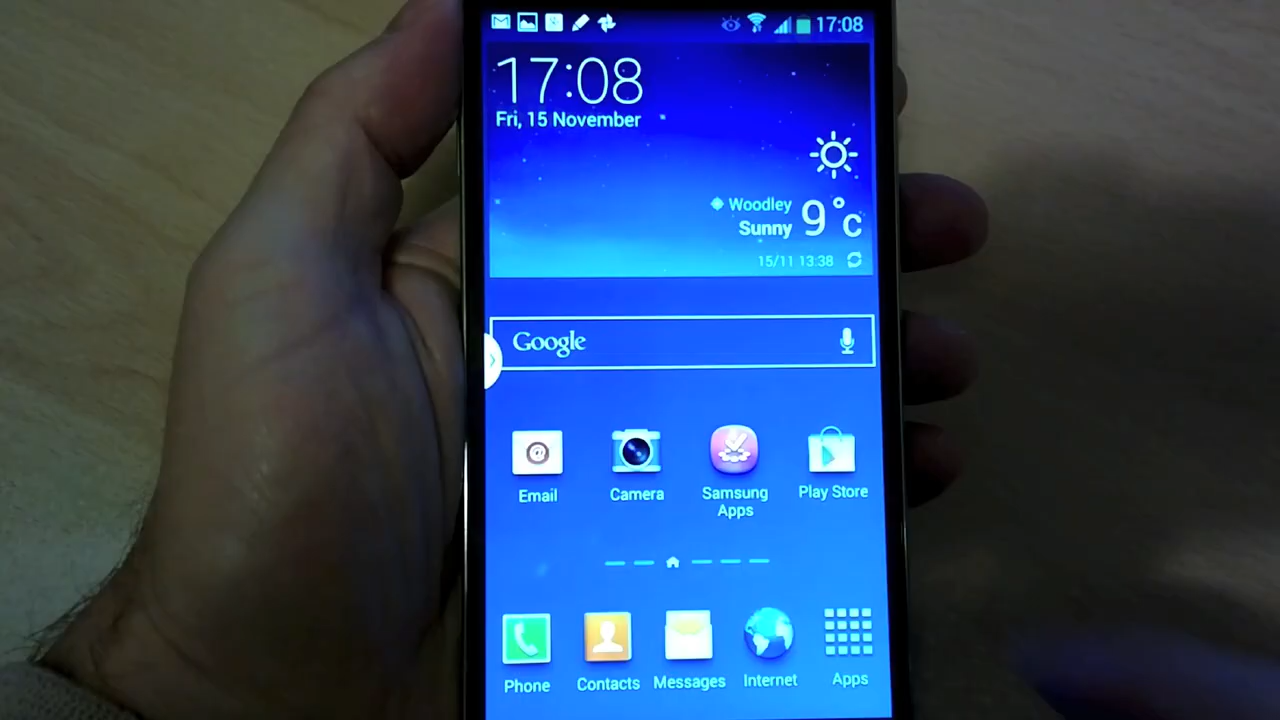 17:08
17:08
Fri, 15 November
Woodley
Sunny
9°C
15/11 13:38
Google
Email
Camera
Samsung
Apps
Play Store
Phone
Contacts
Messages
Internet
Apps